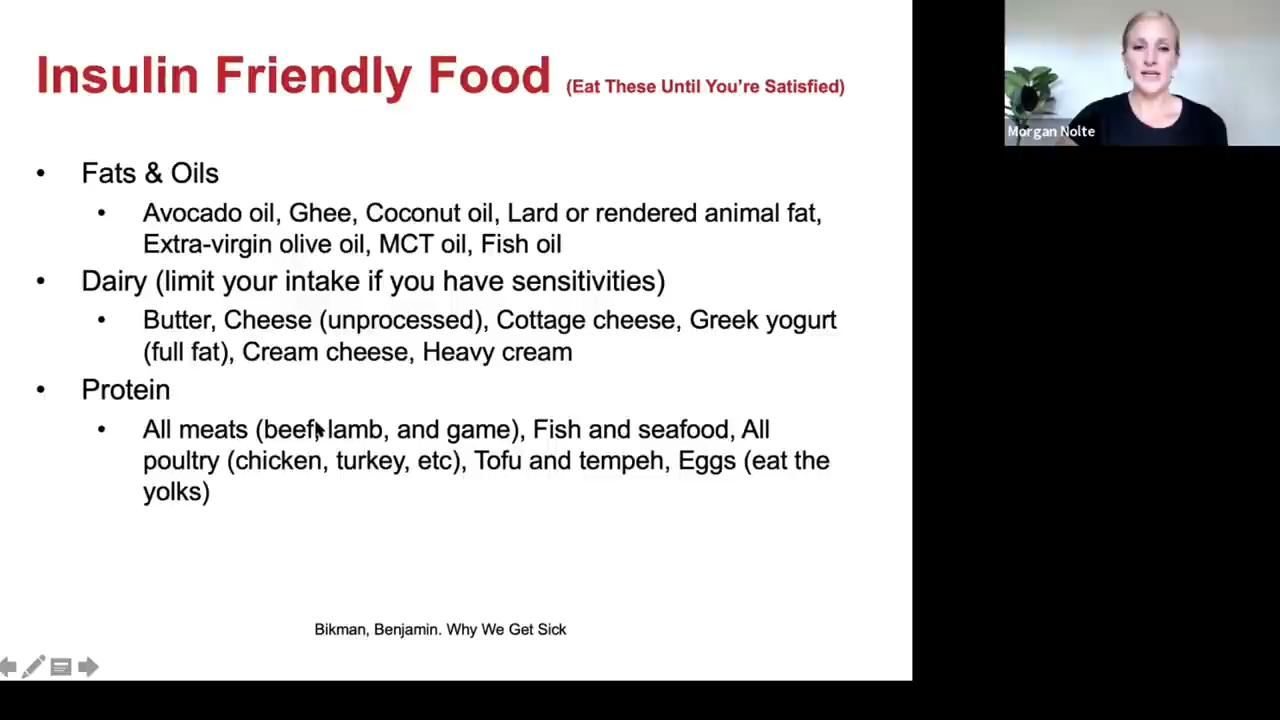 Insulin Friendly Food (Eat These Until You're Satisfied)
Morgan Nolte
• Fats & Oils
• Avocado oil, Ghee, Coconut oil, Lard or rendered animal fat,
Extra-virgin olive oil, MCT oil, Fish oil
• Dairy (limit your intake if you have sensitivities)
• Butter, Cheese (unprocessed), Cottage cheese, Greek yogurt
(full fat), Cream cheese, Heavy cream
• Protein
• All meats (beef, lamb, and game), Fish and seafood, All
poultry (chicken, turkey, etc), Tofu and tempeh, Eggs (eat the
yolks)
Bikman, Benjamin. Why We Get Sick